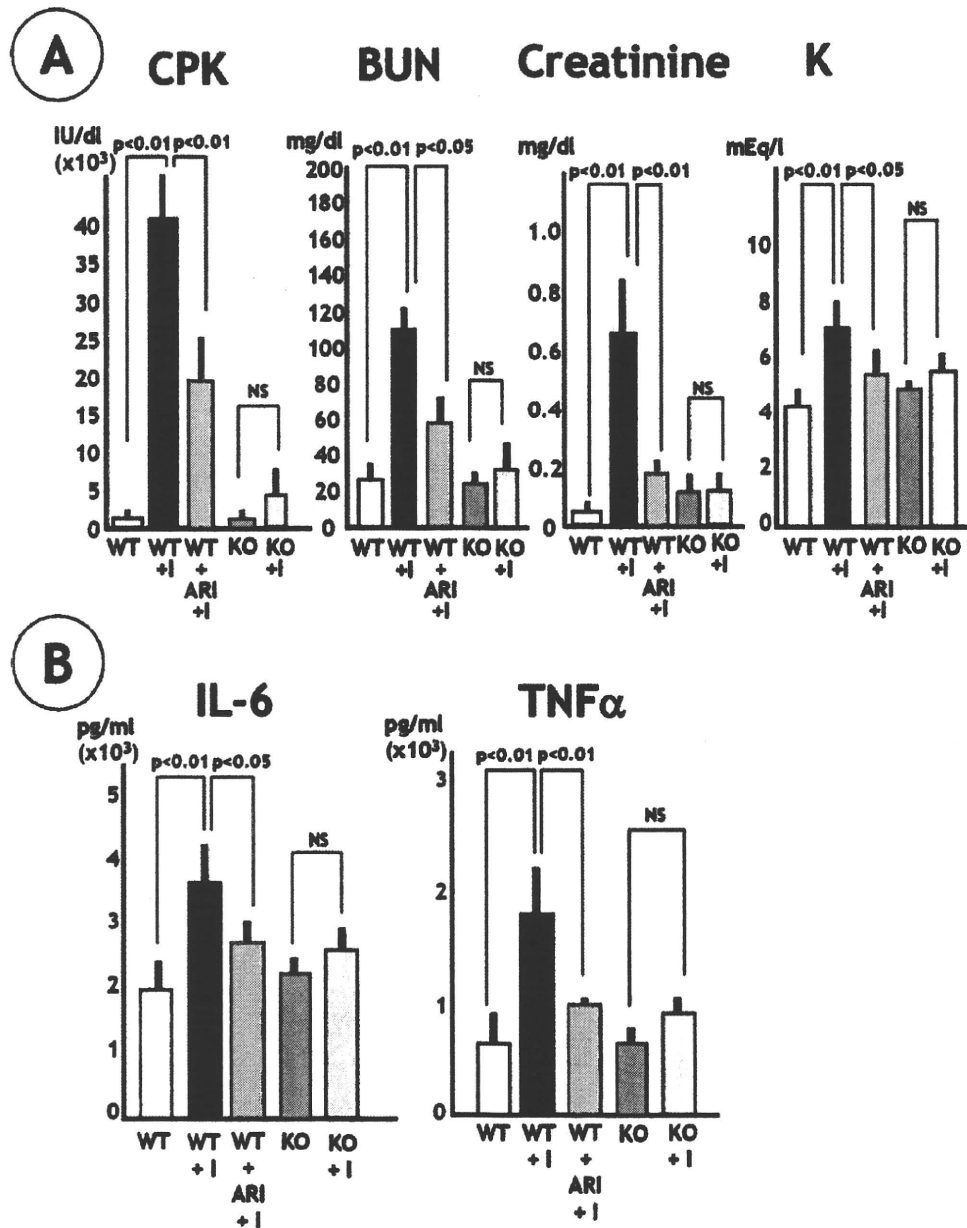 A
CPK BUN Creatinine K
IU/dl
(x10³)
p<0.01 p<0.01
40
35
30
25
20
15
10
5
0
NS
WT WT WT KO KO
+I + +I
ARI
+I
mg/dl
p<0.01 p<0.05
200
180
160
140
120
100
80
60
40
20
0
NS
WT WT WT KO KO
+I + +I
ARI
+I
mg/dl
p<0.01 p<0.01
1.0
0.8
0.6
0.4
0.2
0
NS
WT WT WT KO KO
+I + +I
ARI
+I
mEq/l
p<0.01 p<0.05
NS
10
8
6
4
2
0
WT WT WT KO KO
+I + +I
ARI
+I
B
IL-6 TNFα
pg/ml
(x10³)
p<0.01 p<0.05
5
4
3
2
1
0
NS
WT WT WT KO KO
+I + +I
ARI
+I
pg/ml
(x10³)
p<0.01 p<0.01
3
2
1
0
NS
WT WT WT KO KO
+I + +I
ARI
+I